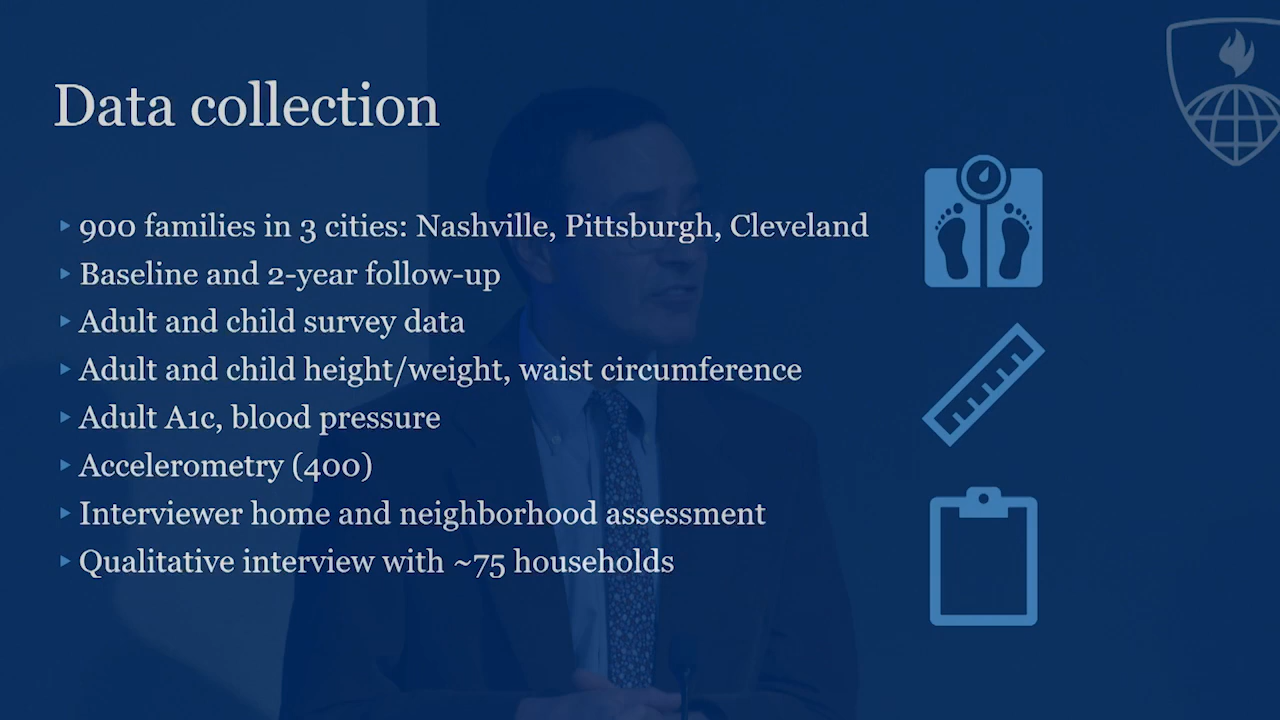 Data collection
900 families in 3 cities: Nashville, Pittsburgh, Cleveland
Baseline and 2-year follow-up
Adult and child survey data
Adult and child height/weight, waist circumference
Adult A1c, blood pressure
Accelerometry (400)
Interviewer home and neighborhood assessment
Qualitative interview with ~75 households